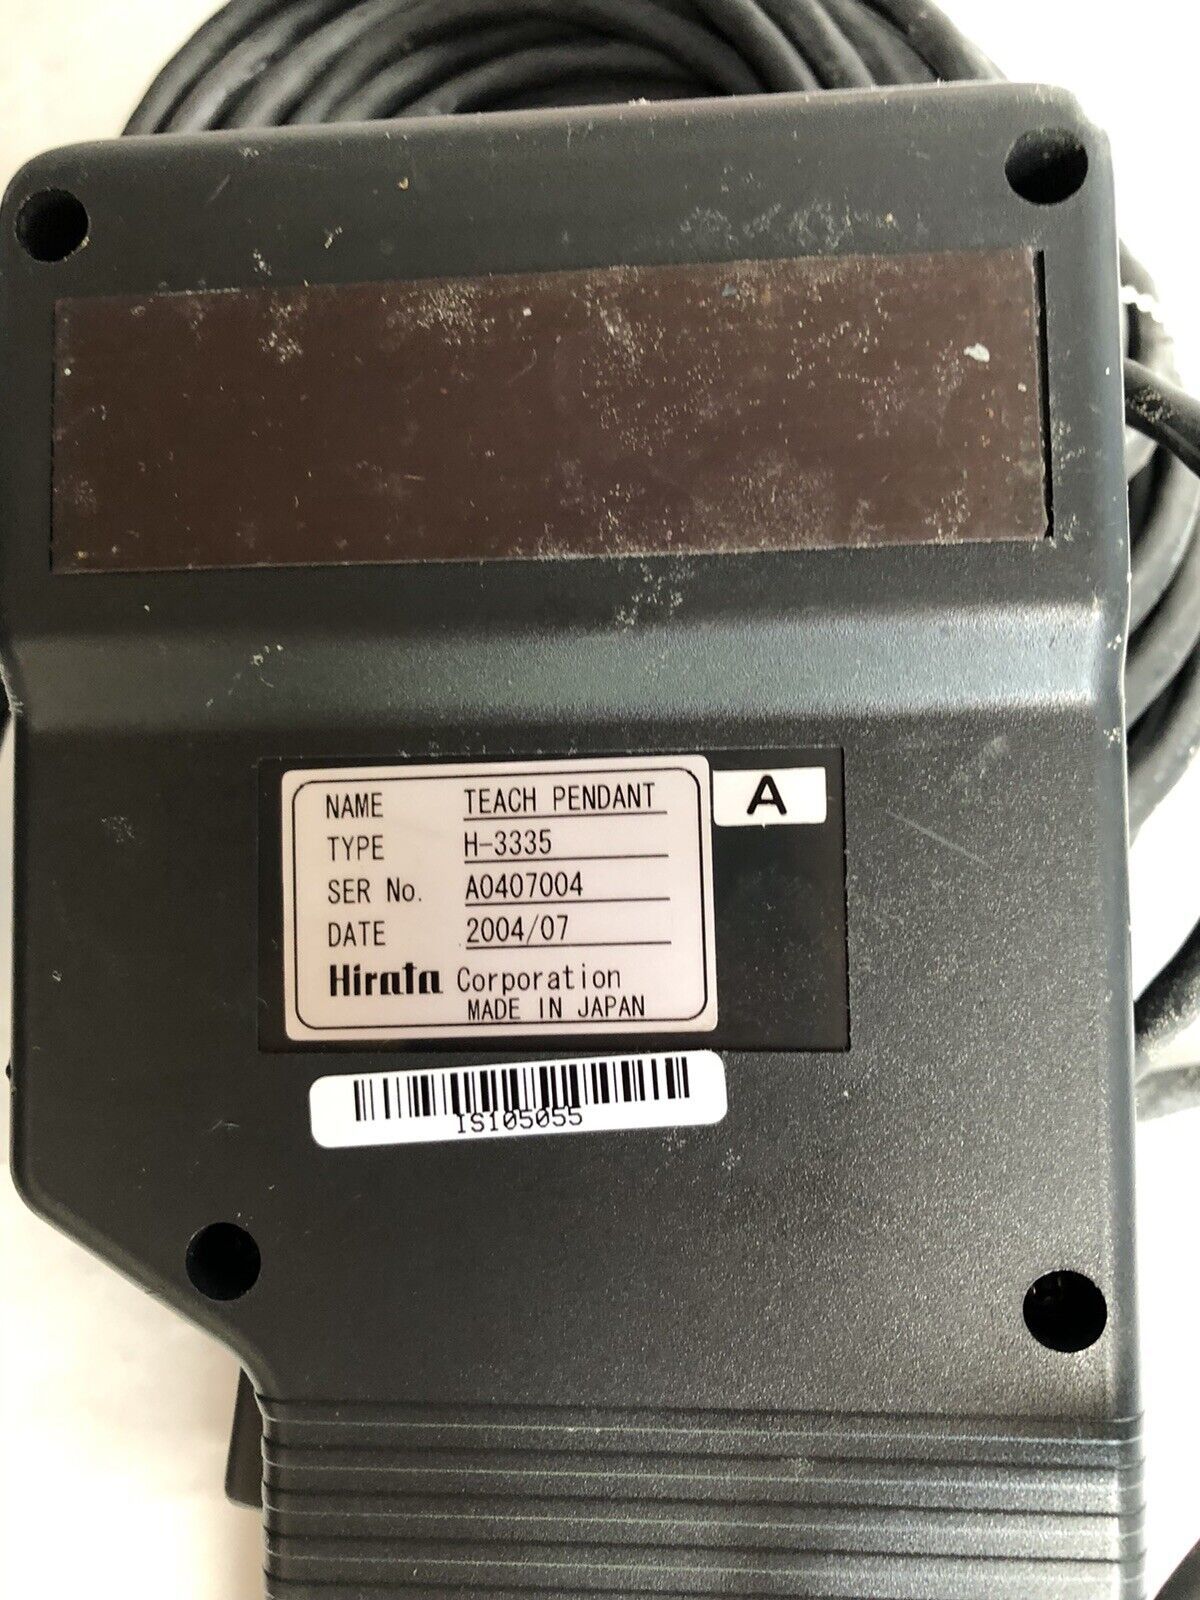 NAME TEACH PENDANT
A
TYPE H-3335
SER No. A0407004
DATE 2004/07
Hirata Corporation
MADE IN JAPAN
IS105055